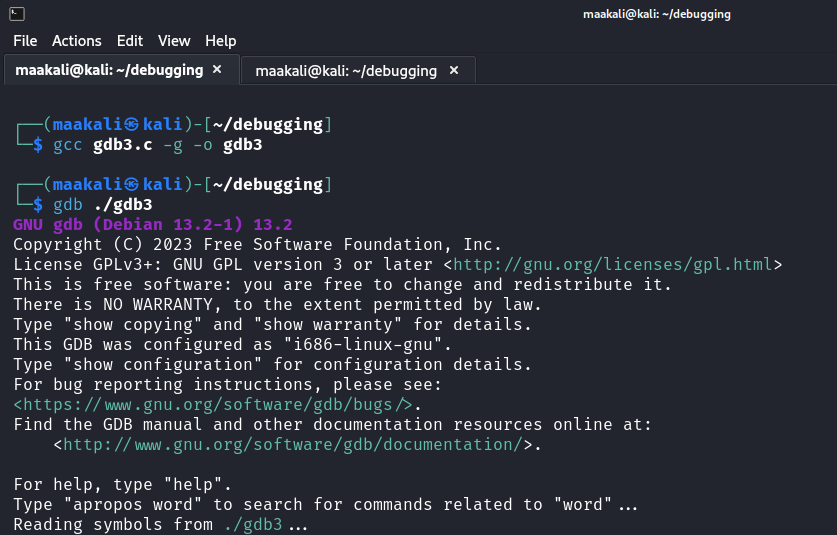 maakali@kali: ~/debugging
File Actions Edit View Help
maakali@kali: ~/debugging × maakali@kali: ~/debugging ×
┌──(maakali㉿kali)-[~/debugging]
└─$ gcc gdb3.c -g -o gdb3
┌──(maakali㉿kali)-[~/debugging]
└─$ gdb ./gdb3
GNU gdb (Debian 13.2-1) 13.2
Copyright (C) 2023 Free Software Foundation, Inc.
License GPLv3+: GNU GPL version 3 or later <http://gnu.org/licenses/gpl.html>
This is free software: you are free to change and redistribute it.
There is NO WARRANTY, to the extent permitted by law.
Type "show copying" and "show warranty" for details.
This GDB was configured as "i686-linux-gnu".
Type "show configuration" for configuration details.
For bug reporting instructions, please see:
<https://www.gnu.org/software/gdb/bugs/>.
Find the GDB manual and other documentation resources online at:
    <http://www.gnu.org/software/gdb/documentation/>.
For help, type "help".
Type "apropos word" to search for commands related to "word"...
Reading symbols from ./gdb3...